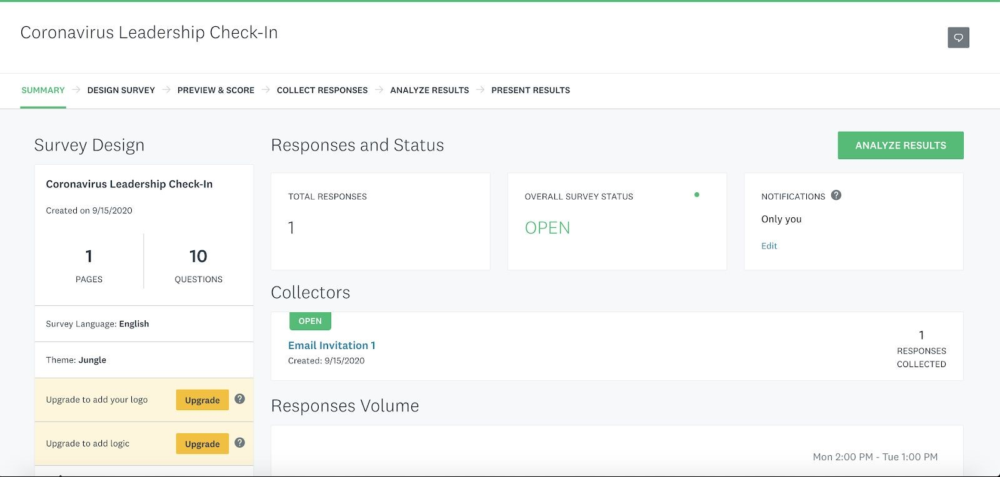 Coronavirus Leadership Check-In
SUMMARY → DESIGN SURVEY → PREVIEW & SCORE → COLLECT RESPONSES → ANALYZE RESULTS → PRESENT RESULTS
Survey Design
Coronavirus Leadership Check-In
Created on 9/15/2020
1 10
PAGES QUESTIONS
Survey Language: English
Theme: Jungle
Upgrade to add your logo Upgrade ?
Upgrade to add logic Upgrade ?
Responses and Status
ANALYZE RESULTS
TOTAL RESPONSES
1
OVERALL SURVEY STATUS
OPEN
NOTIFICATIONS ?
Only you
Edit
Collectors
OPEN
Email Invitation 1
Created: 9/15/2020
1
RESPONSES
COLLECTED
Responses Volume
Mon 2:00 PM - Tue 1:00 PM